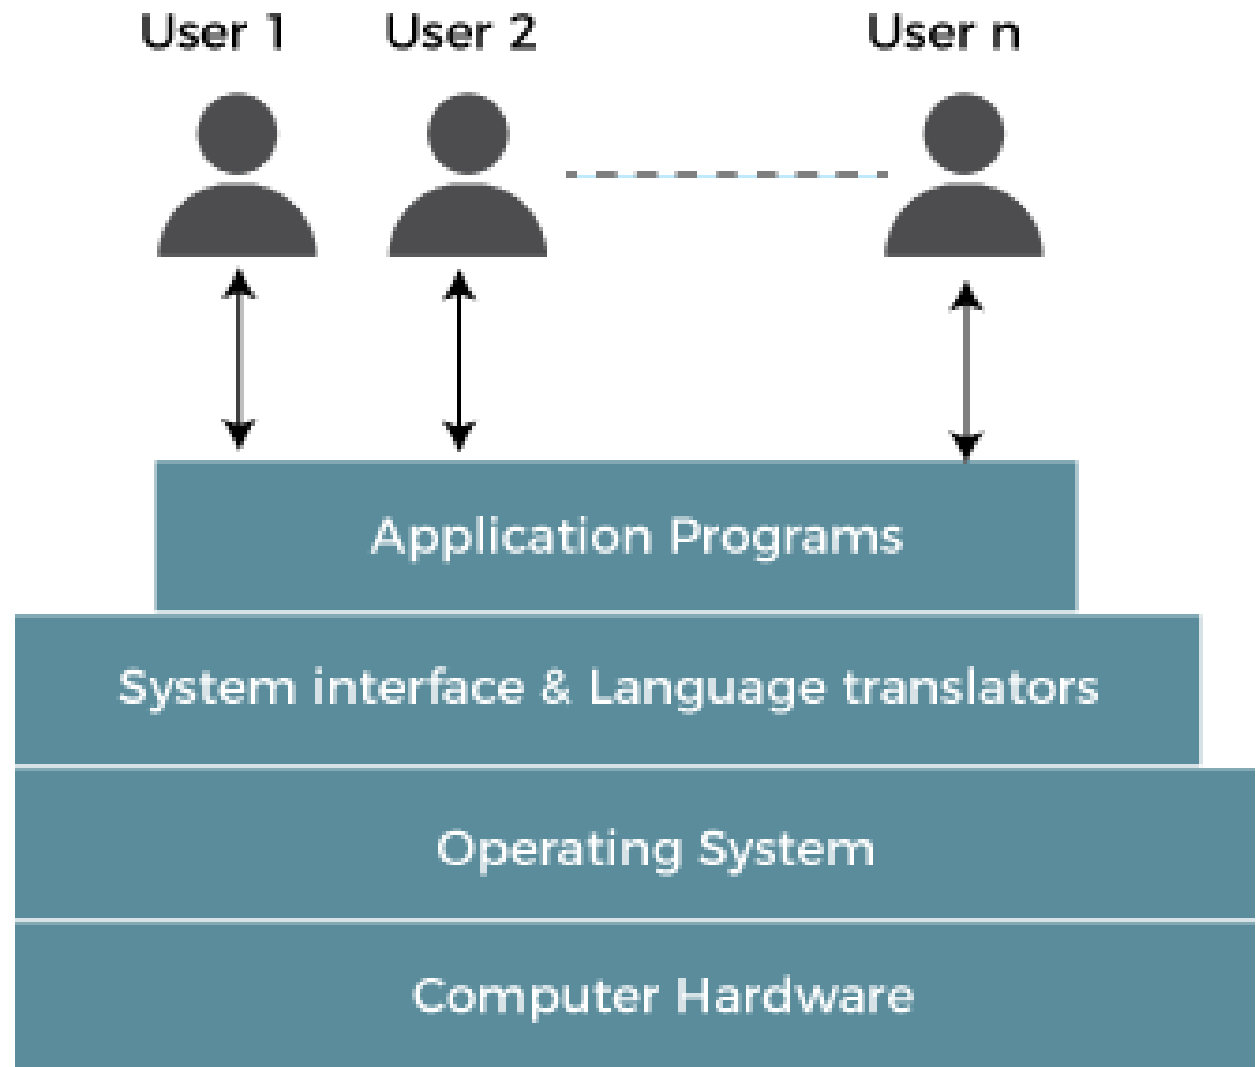 User 1 User 2 User n
Application Programs
System interface & Language translators
Operating System
Computer Hardware